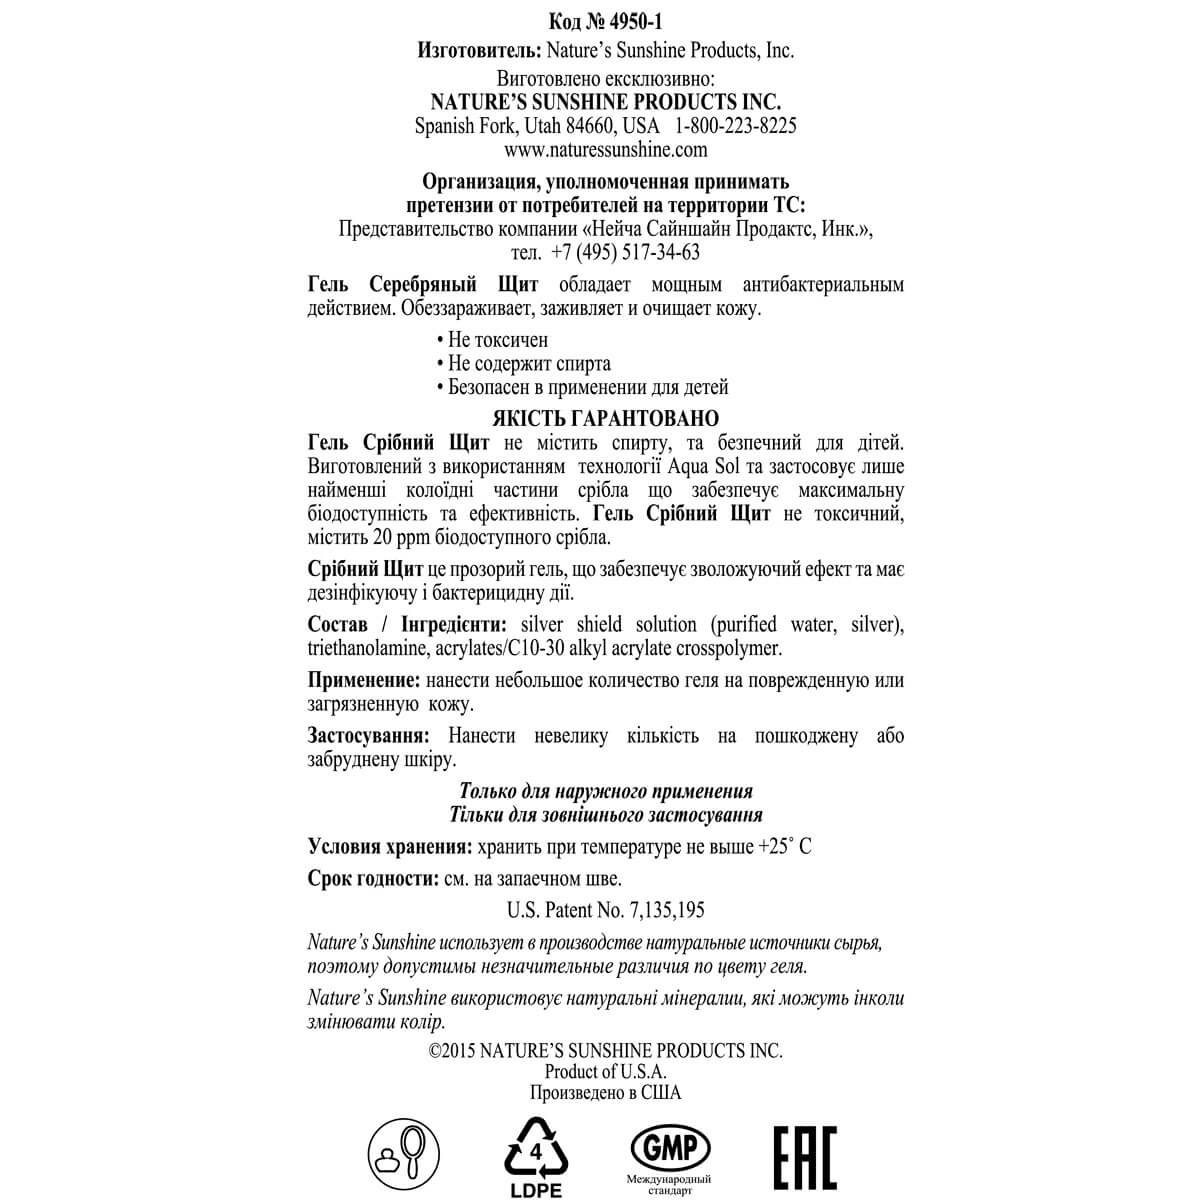 Код № 4950-1
Изготовитель: Nature’s Sunshine Products, Inc.
Виготовлено ексклюзивно:
NATURE’S SUNSHINE PRODUCTS INC.
Spanish Fork, Utah 84660, USA 1-800-223-8225
www.naturessunshine.com
Организация, уполномоченная принимать
претензии от потребителей на территории ТС:
Представительство компании «Нейча Сайншайн Продактс, Инк.»,
тел. +7 (495) 517-34-63
Гель Серебряный Щит обладает мощным антибактериальным
действием. Обеззараживает, заживляет и очищает кожу.
• Не токсичен
• Не содержит спирта
• Безопасен в применении для детей
ЯКІСТЬ ГАРАНТОВАНО
Гель Срібний Щит не містить спирту, та безпечний для дітей.
Виготовлений з використанням технології Aqua Sol та застосовує лише
найменші колоїдні частини срібла що забезпечує максимальну
біодоступність та ефективність. Гель Срібний Щит не токсичний,
містить 20 ppm біодоступного срібла.
Срібний Щит це прозорий гель, що забезпечує зволожуючий ефект та має
дезінфікуючу і бактерицидну дії.
Состав / Інгредієнти: silver shield solution (purified water, silver),
triethanolamine, acrylates/C10-30 alkyl acrylate crosspolymer.
Применение: нанести небольшое количество геля на поврежденную или
загрязненную кожу.
Застосування: Нанести невелику кількість на пошкоджену або
забруднену шкіру.
Только для наружного применения
Тільки для зовнішнього застосування
Условия хранения: хранить при температуре не выше +25˚ С
Срок годности: см. на запаечном шве.
U.S. Patent No. 7,135,195
Nature’s Sunshine использует в производстве натуральные источники сырья,
поэтому допустимы незначительные различия по цвету геля.
Nature’s Sunshine використовує натуральні мінералии, які можуть інколи
змінювати колір.
©2015 NATURE’S SUNSHINE PRODUCTS INC.
Product of U.S.A.
Произведено в США
4
LDPE
GMP
Международный
стандарт
EAC